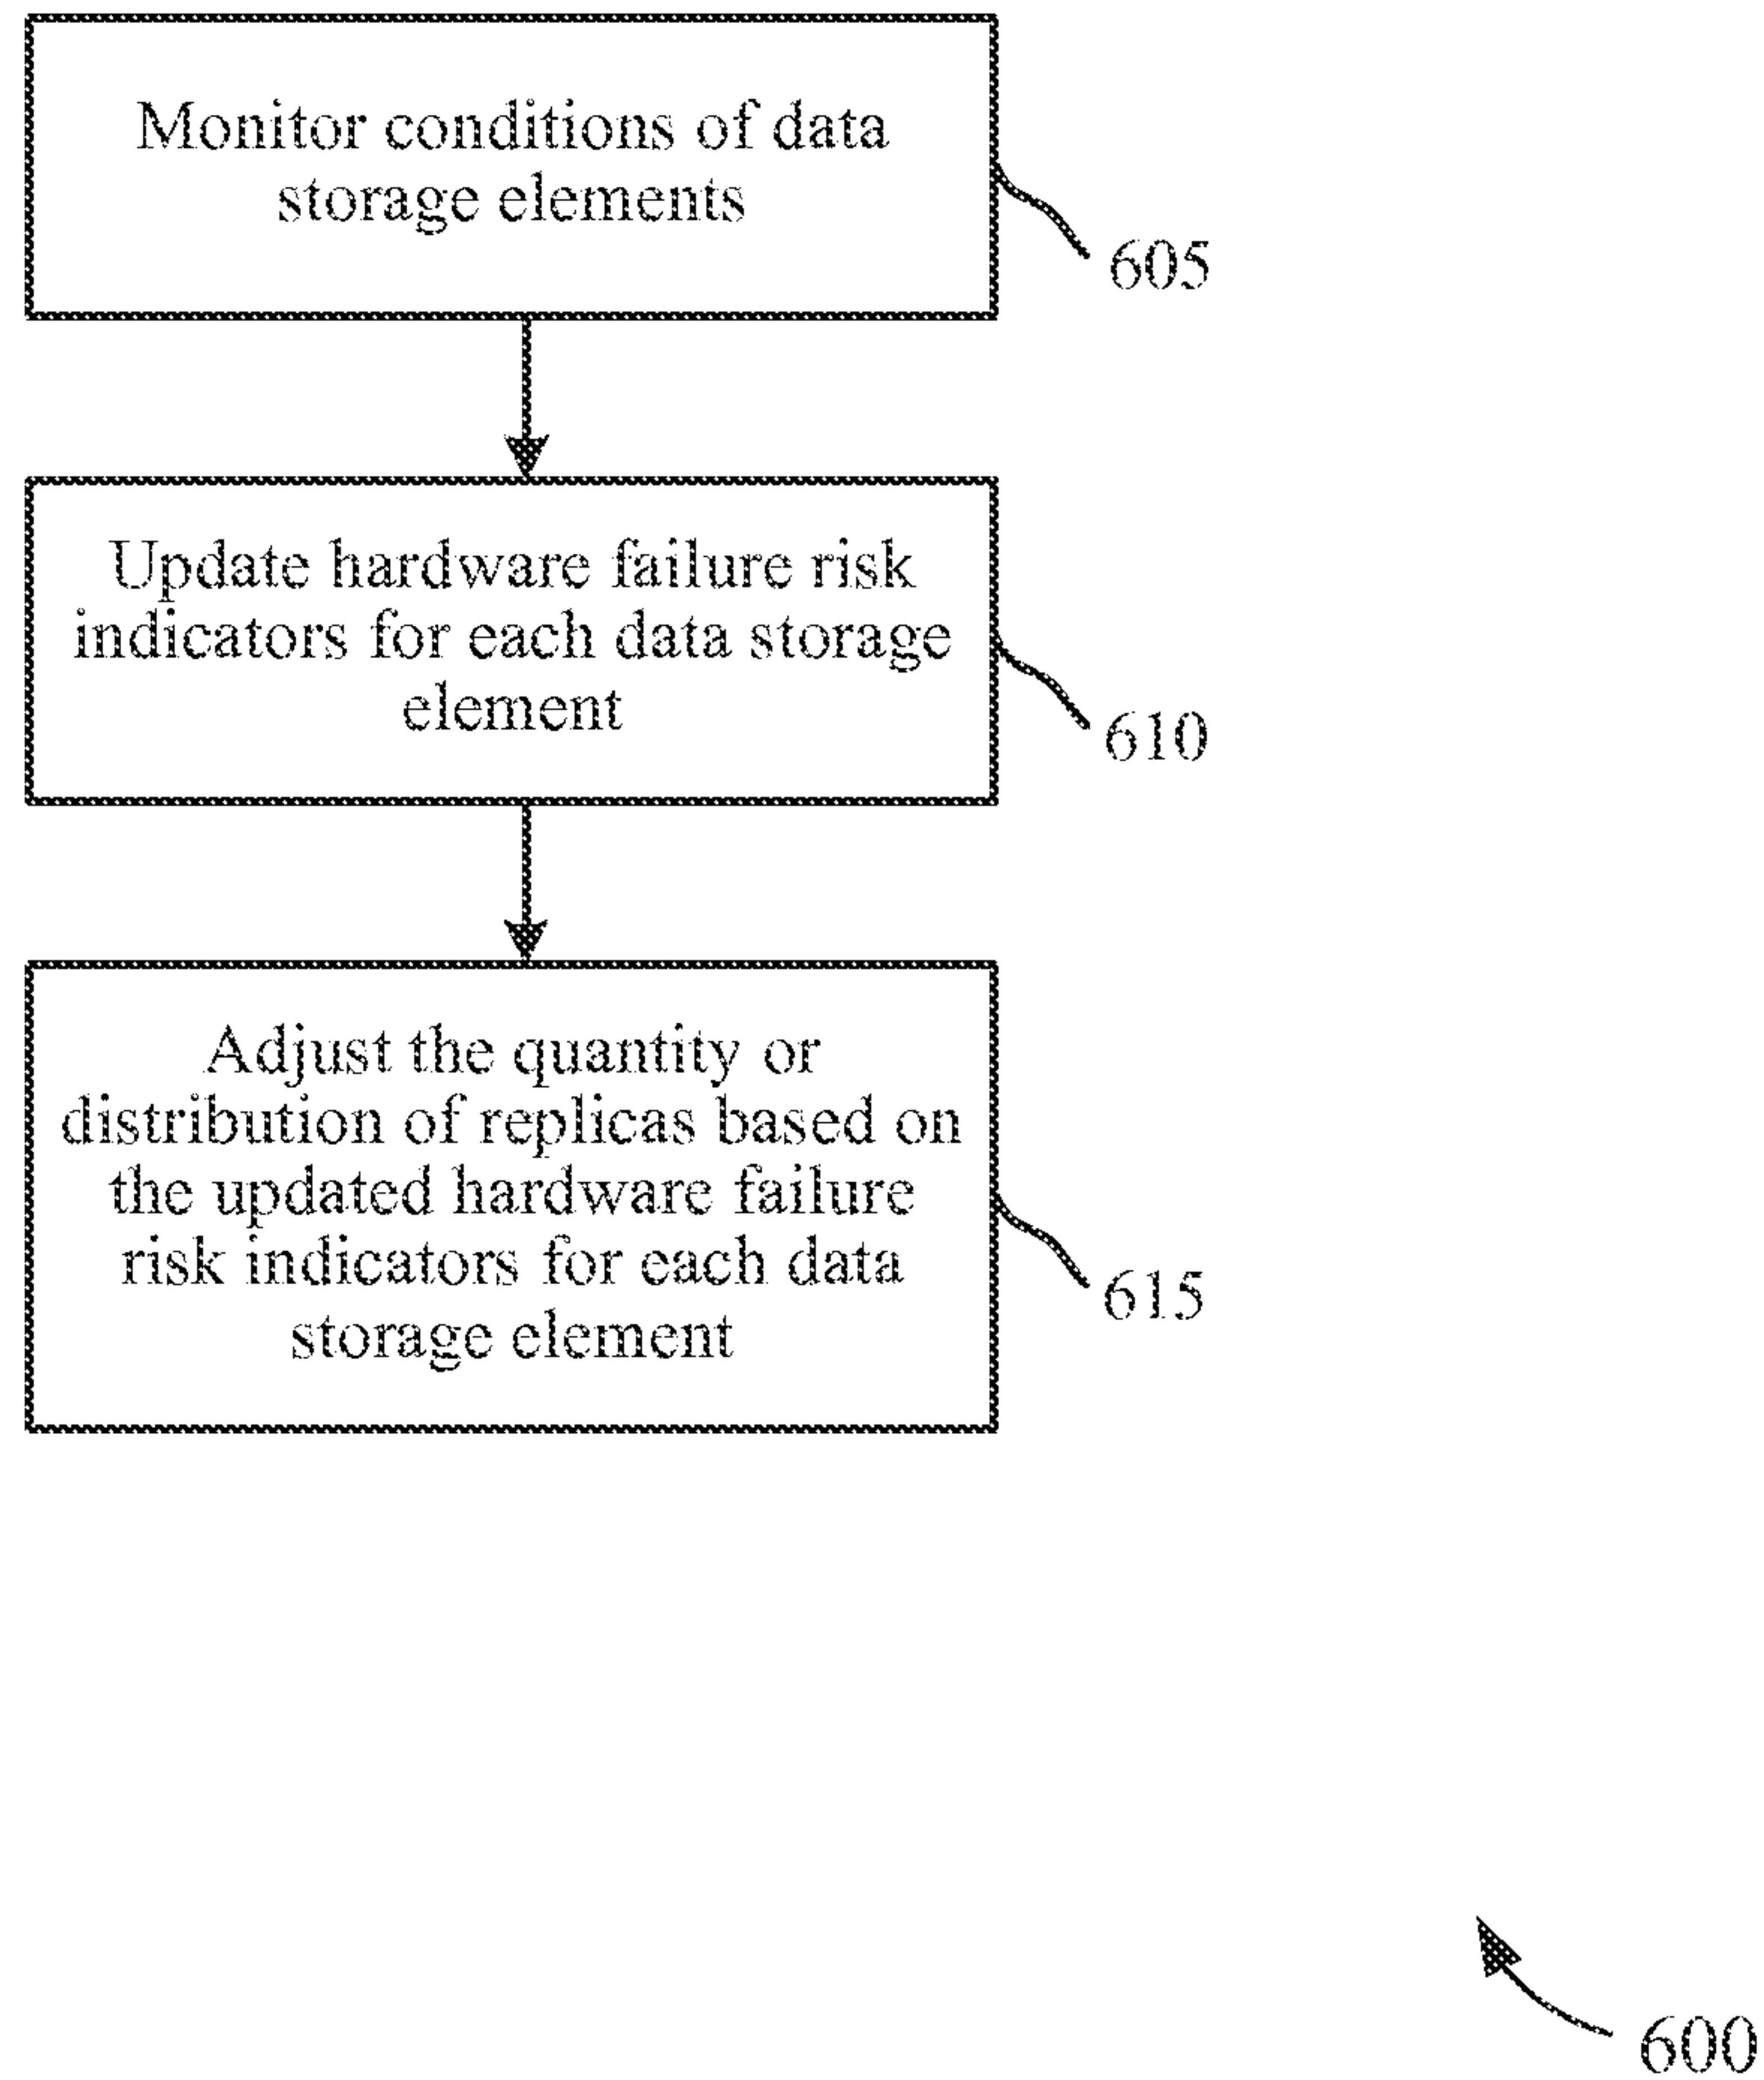 Monitor conditions of data
storage elements
605
Update hardware failure risk
indicators for each data storage
element
610
Adjust the quantity or
distribution of replicas based on
the updated hardware failure
risk indicators for each data
storage element
615
600